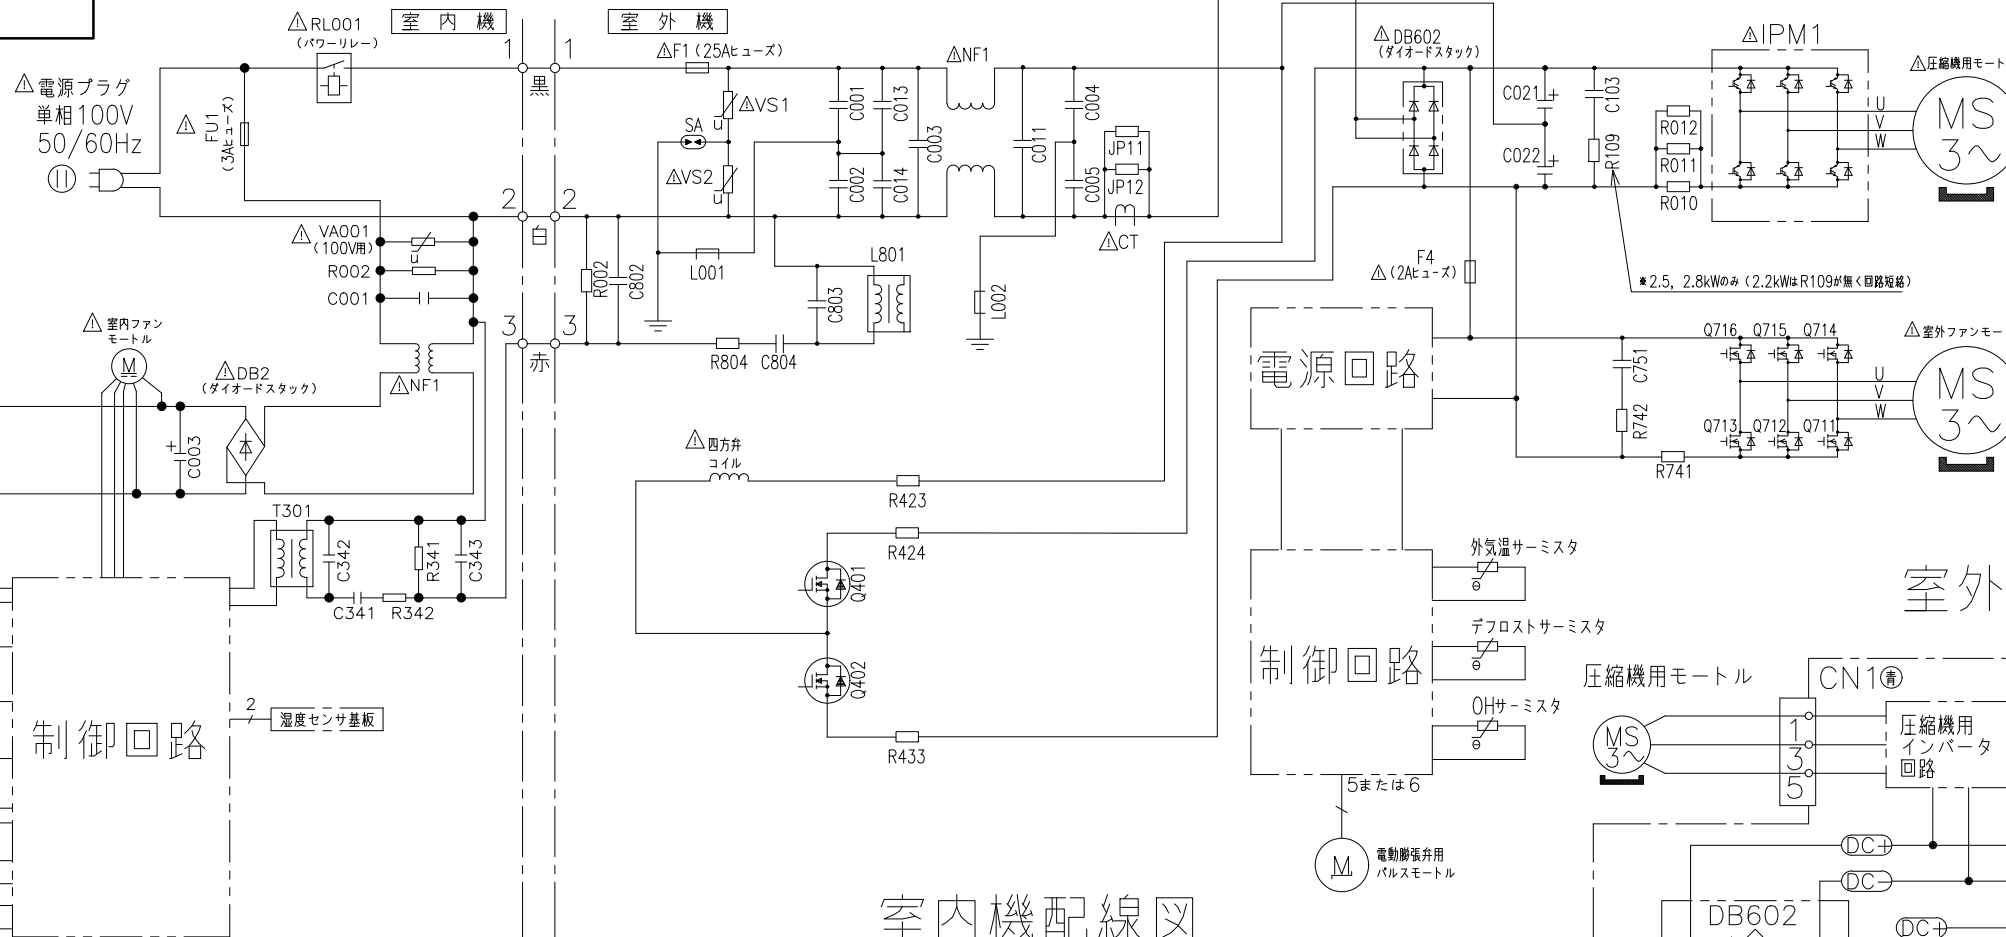 ⚠RL001
(パワーリレー)
室内機
室外機
⚠電源プラグ
単相100V
50/60Hz
⚠
FU1
(3Aヒューズ)
1
1
黒
2
2
白
3
3
赤
⚠F1(25Aヒューズ)
⚠VS1
SA
⚠VS2
u
u
C001
C013
C002
C014
C003
⚠NF1
C011
C004
C005
JP11
JP12
⚠CT
⚠VA001
(100V用)
u
R002
C001
⚠NF1
R002
C802
L001
C803
L801
L002
R804
C804
⚠室内ファン
モートル
M
⚠DB2
(ダイオードスタック)
+
C003
T301
C342
R341
C343
C341
R342
制御回路
2
湿度センサ基板
⚠四方弁
コイル
R423
R424
Q401
Q402
R433
⚠DB602
(ダイオードスタック)
C021
+
C022
+
C103
R109
R012
R011
R010
⚠IPM1
U
V
W
⚠圧縮機用モート
MS
3～
F4
⚠(2Aヒューズ)
*2.5, 2.8kWのみ(2.2kWはR109が無く回路短絡)
電源回路
C751
R742
R741
Q716
Q715
Q714
Q713
Q712
Q711
U
V
W
⚠室外ファンモー
MS
3～
制御回路
外気温サーミスタ
θ
デフロストサーミスタ
θ
OHサーミスタ
θ
5または6
M
電動膨張弁用
パルスモートル
室外
圧縮機用モートル
MS
3～
CN1青
1
3
5
圧縮機用
インバータ
回路
DC+
DC−
DB602
DC+
室内機配線図